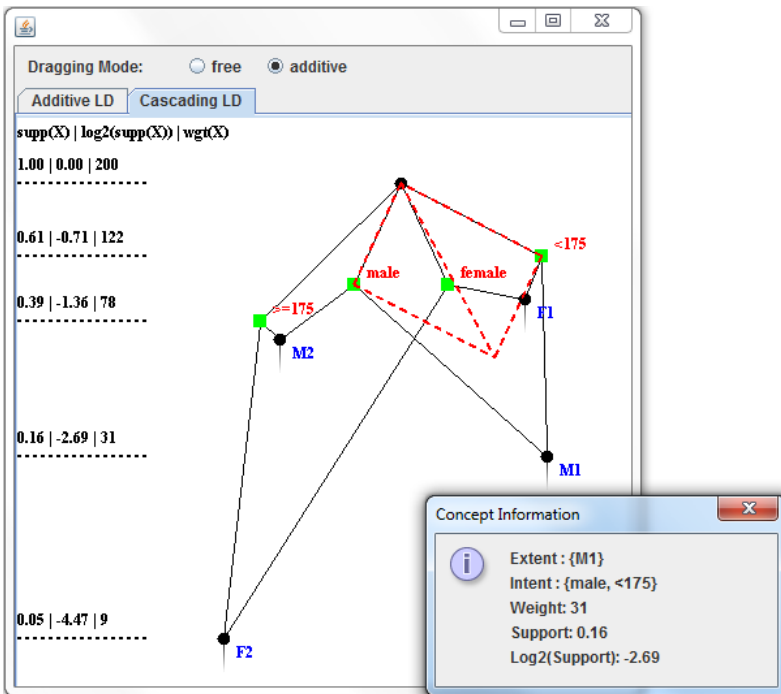 Dragging Mode: free additive
Additive LD Cascading LD
supp(X) | log2(supp(X)) | wgt(X)
1.00 | 0.00 | 200
0.61 | -0.71 | 122
<175
male
female
0.39 | -1.36 | 78
>=175
F1
M2
0.16 | -2.69 | 31
M1
Concept Information
Extent : {M1}
Intent : {male, <175}
Weight: 31
Support: 0.16
Log2(Support): -2.69
0.05 | -4.47 | 9
F2